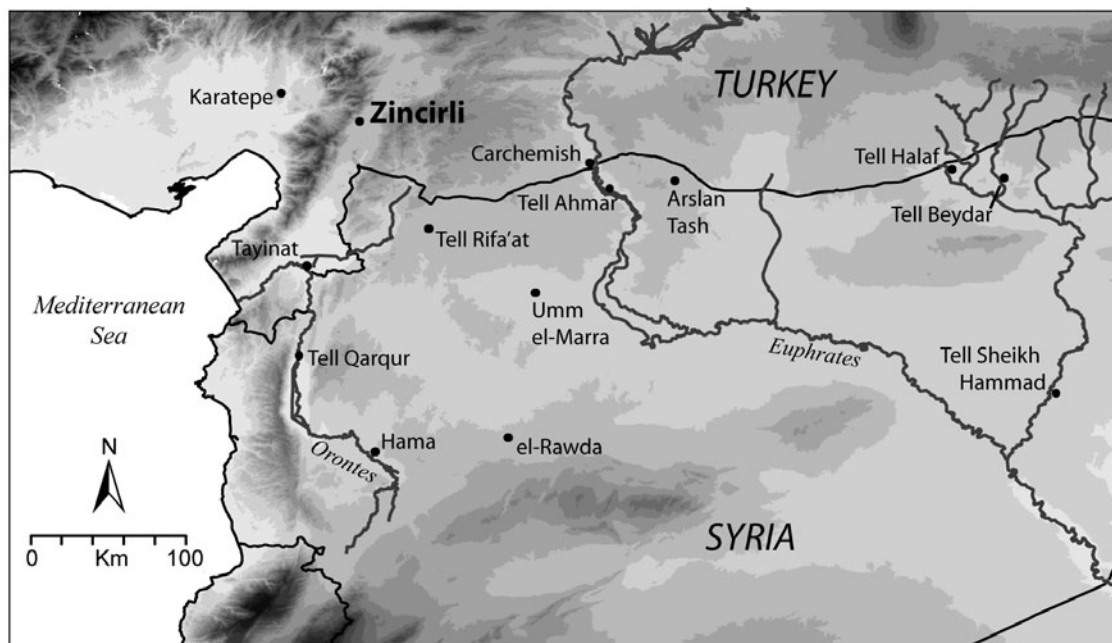 TURKEY
Karatepe
Zincirli
Carchemish
Tell Halaf
Tell Ahmar
Arslan
Tash
Tell Beydar
Tell Rifa'at
Tayinat
Mediterranean
Sea
Umm
el-Marra
Euphrates
Tell Qarqur
Tell Sheikh
Hammad
N
Hama
el-Rawda
Orontes
0 100
Km
SYRIA